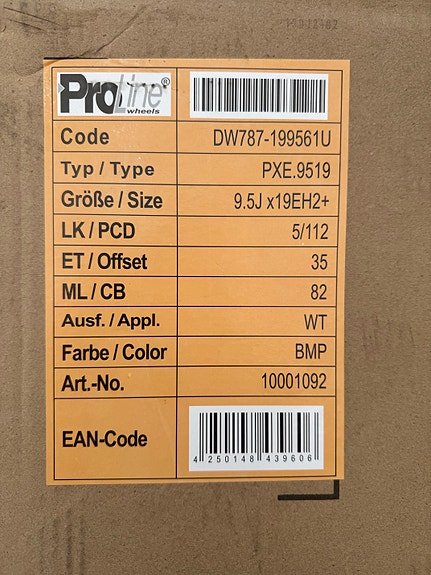 ProLine®
wheels
Code DW787-199561U
Typ / Type PXE.9519
Größe / Size 9.5J x19EH2+
LK / PCD 5/112
ET / Offset 35
ML / CB 82
Ausf. / Appl. WT
Farbe / Color BMP
Art.-No. 10001092
EAN-Code 4 250148 439606